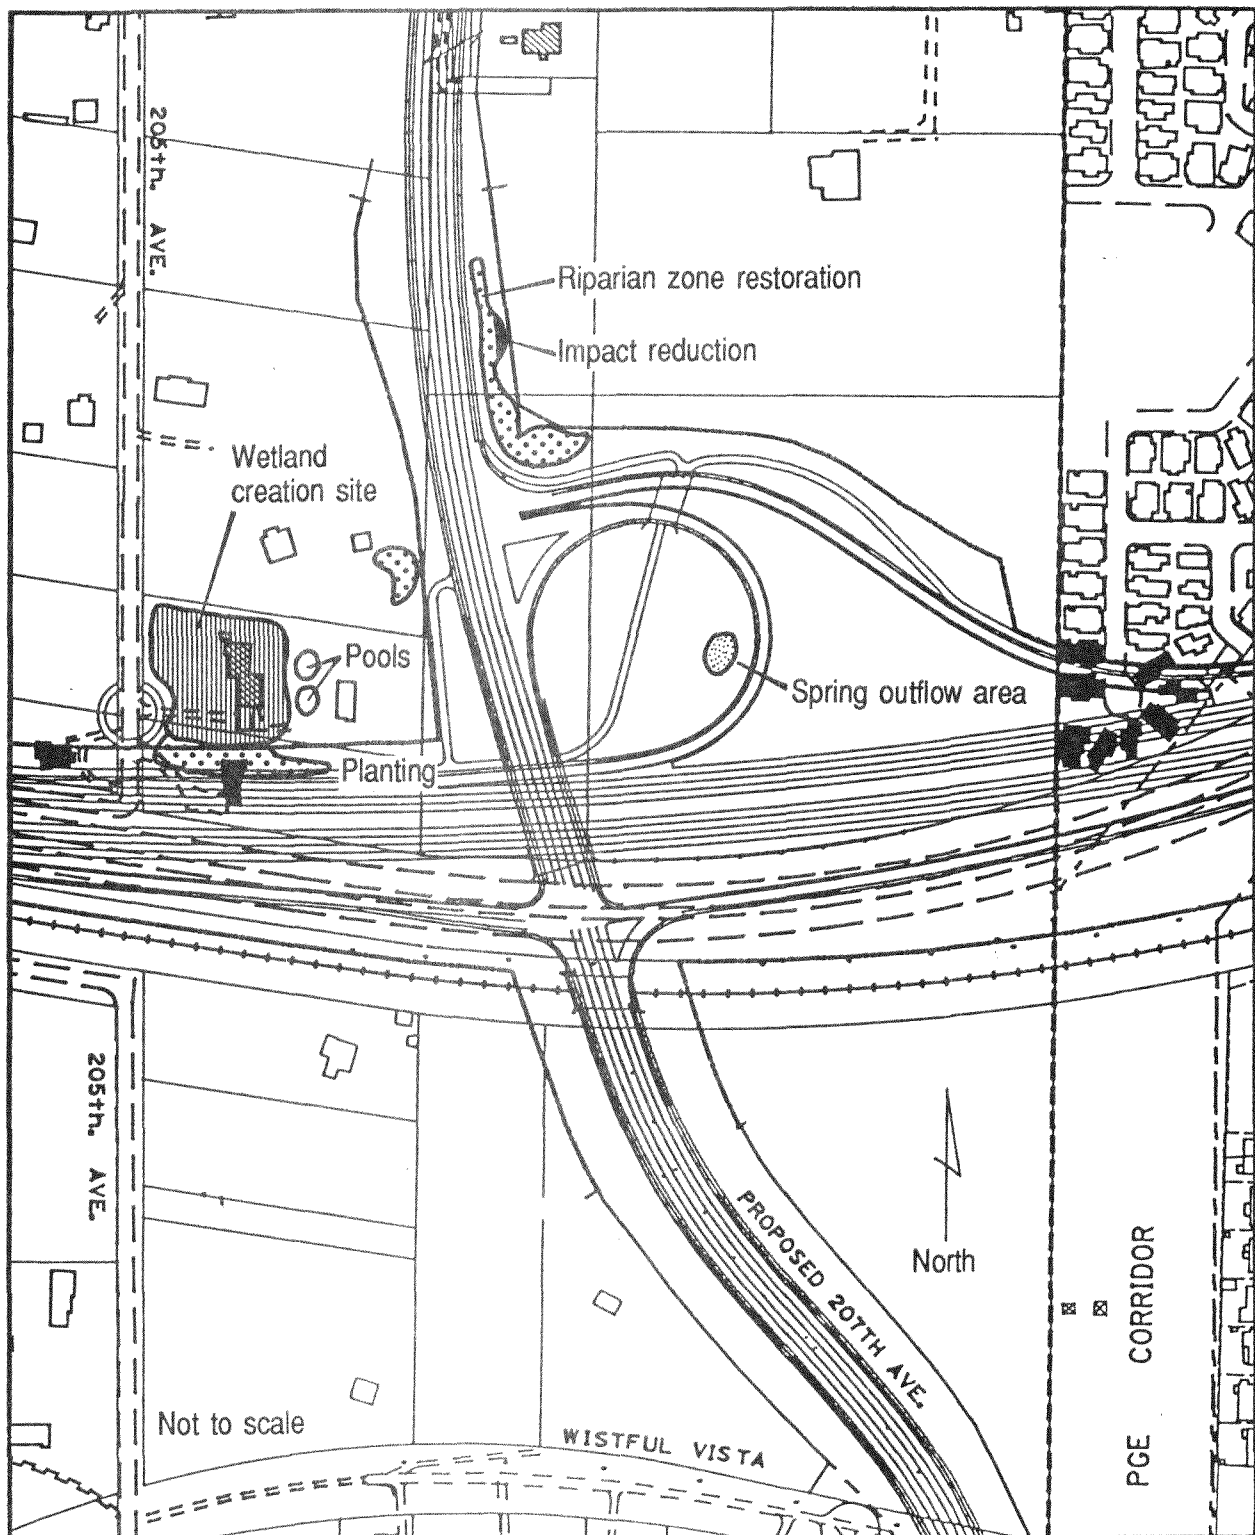 205th. AVE.
Riparian zone restoration
Impact reduction
Wetland
creation site
Pools
Spring outflow area
Planting
205th. AVE.
PROPOSED 207TH AVE.
North
PGE CORRIDOR
Not to scale
WISTFUL VISTA